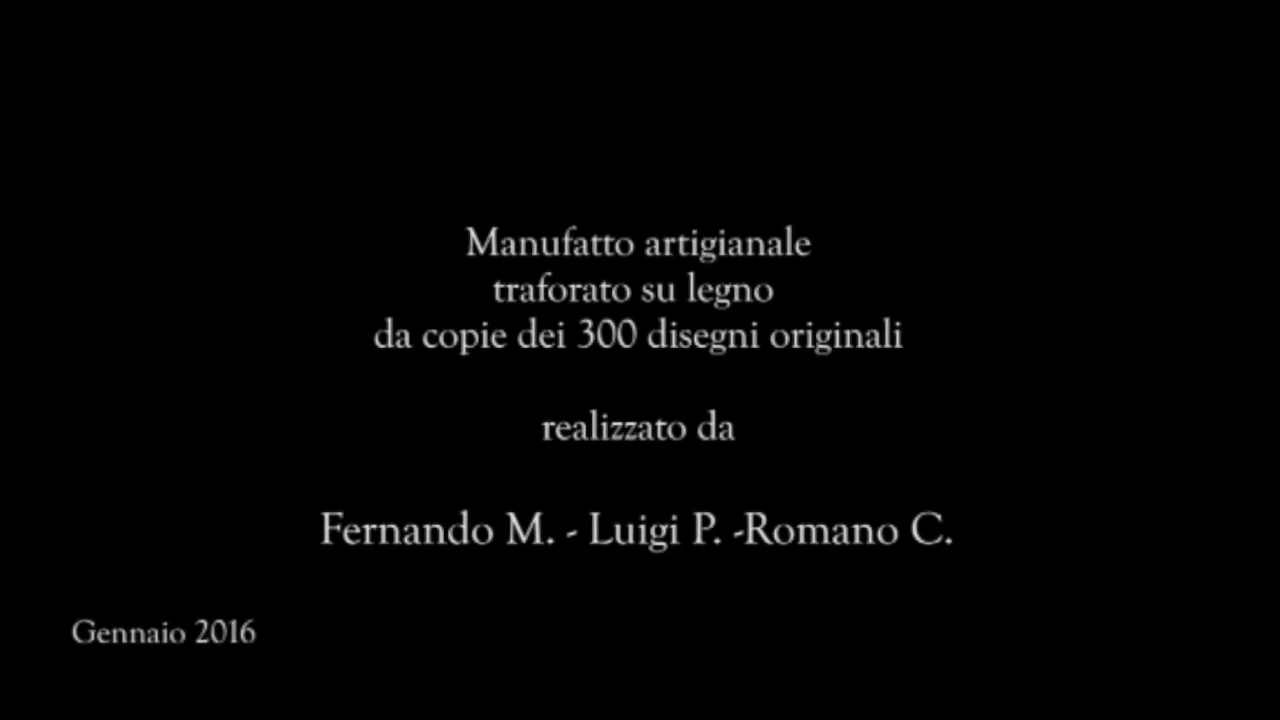 Manufatto artigianale
traforato su legno
da copie dei 300 disegni originali
realizzato da
Fernando M. - Luigi P. -Romano C.
Gennaio 2016